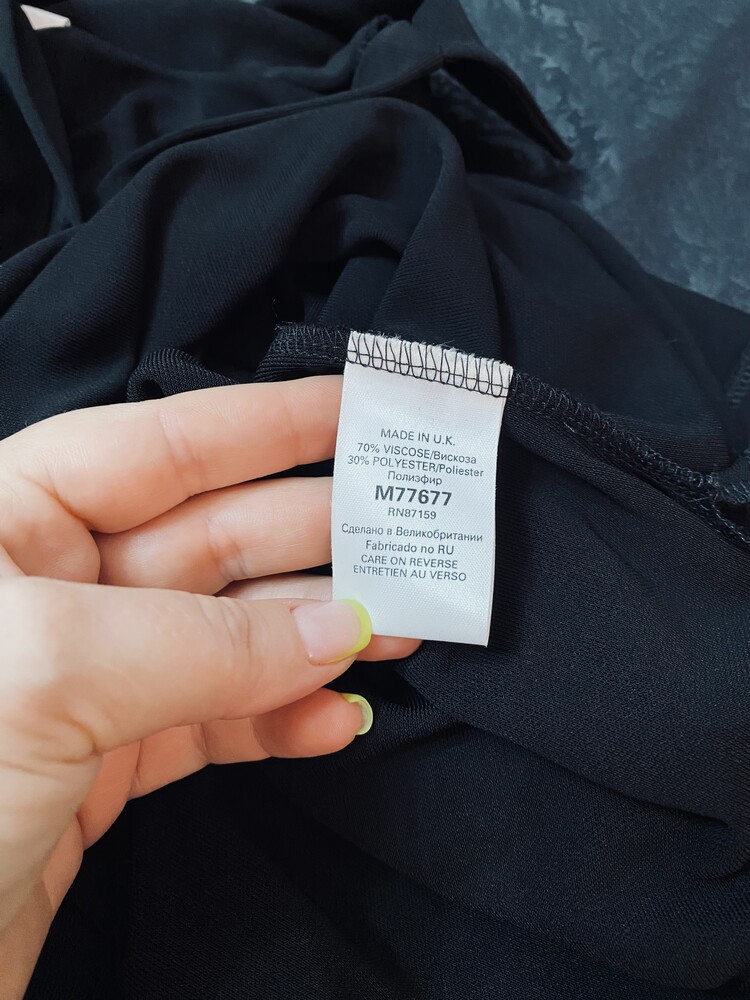 MADE IN U.K.
70% VISCOSE/Вискоза
30% POLYESTER/Poliester
Полиэфир
M77677
RN87159
Сделано в Великобритании
Fabricado no RU
CARE ON REVERSE
ENTRETIEN AU VERSO